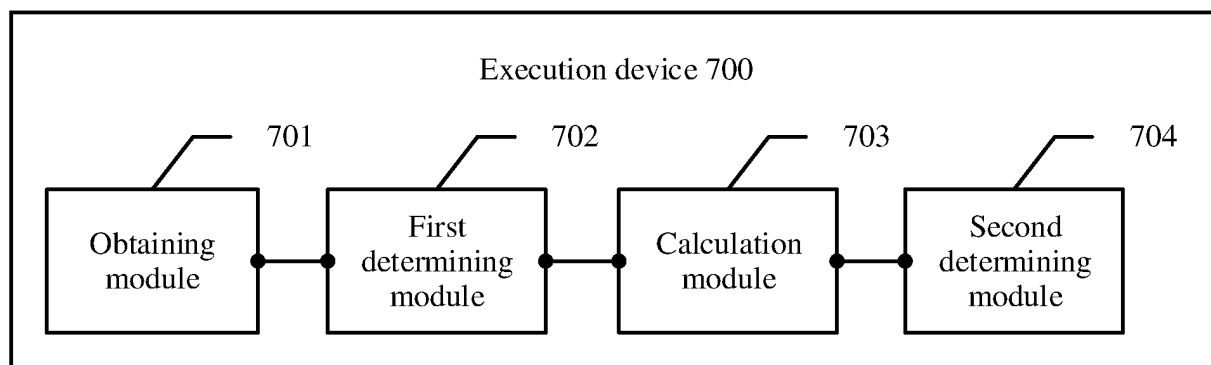 Execution device 700
701
702
703
704
Obtaining
module
First
determining
module
Calculation
module
Second
determining
module